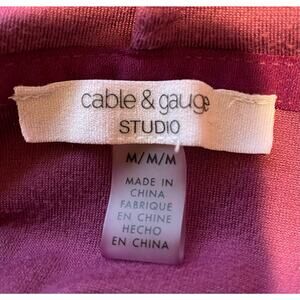 cable & gauge
STUDIO
M/M/M
MADE IN
CHINA
FABRIQUE
EN CHINE
HECHO
EN CHINA